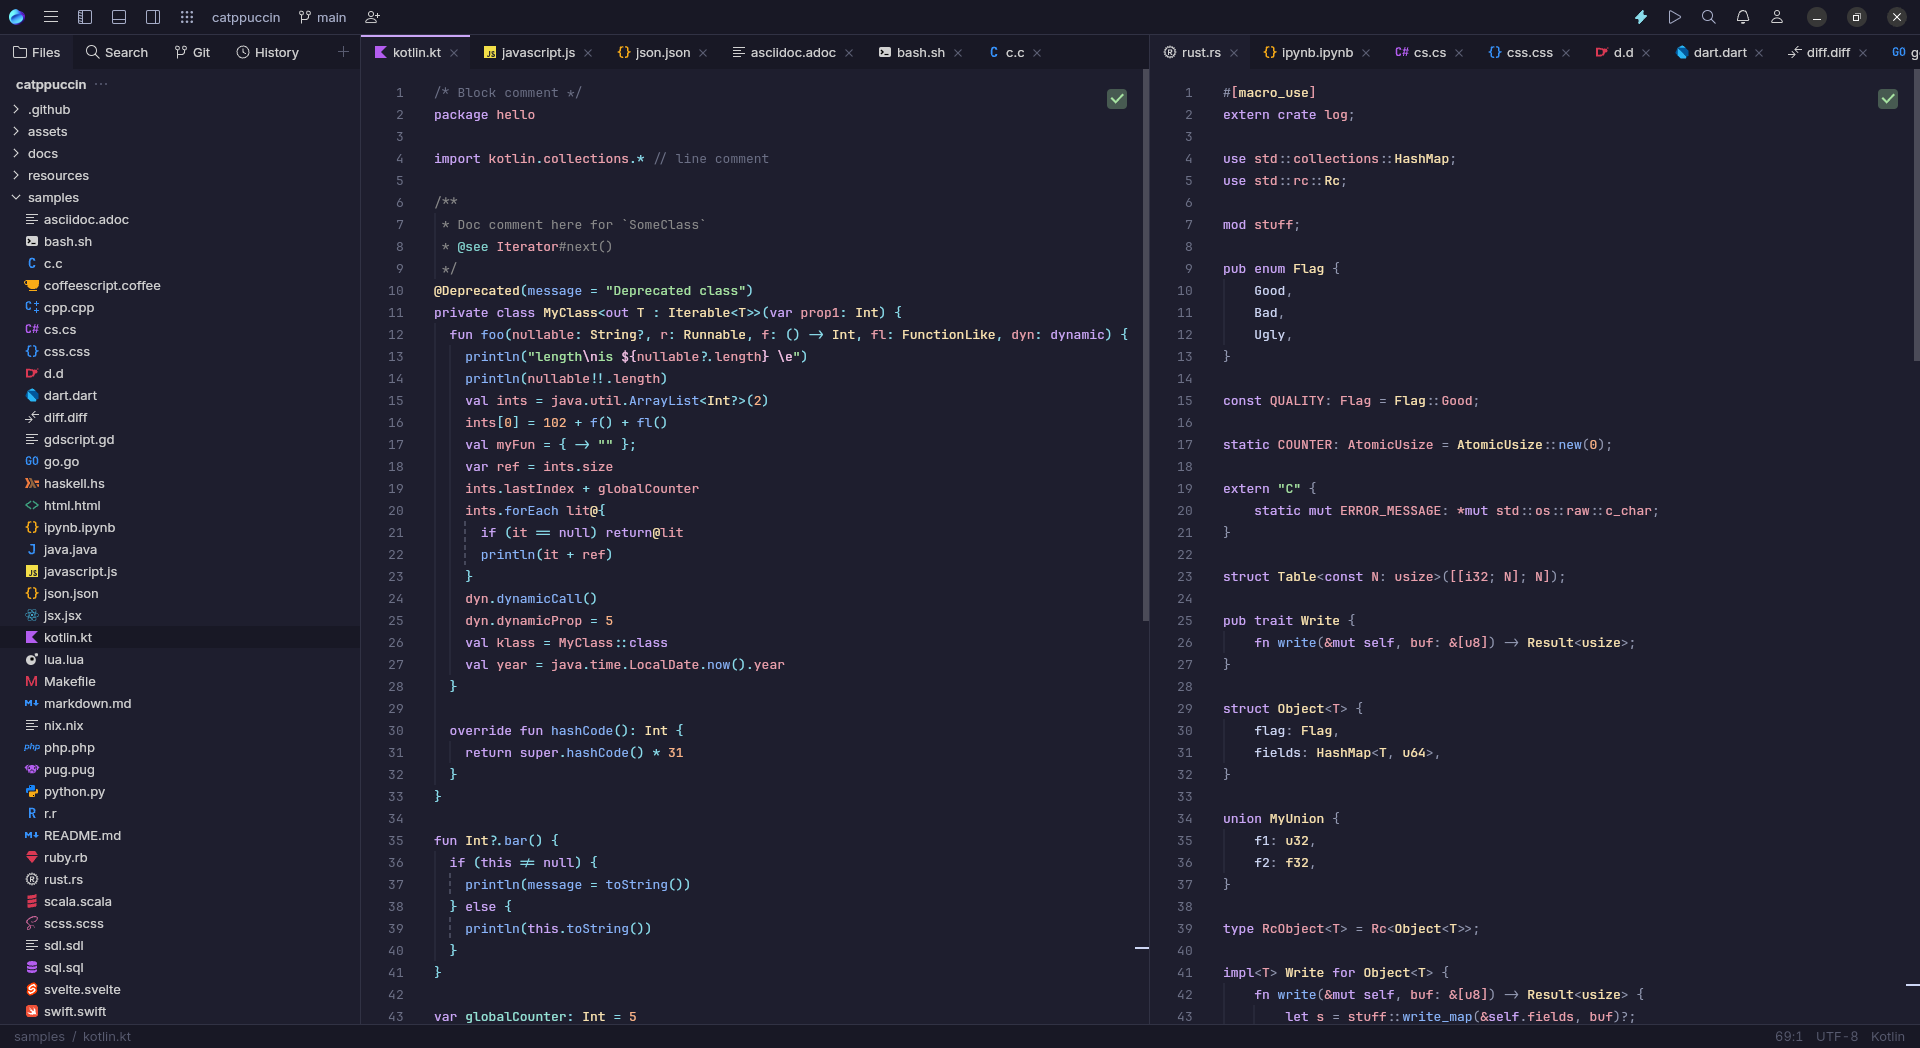 catppuccin main
Files Search Git History
catppuccin ...
.github
assets
docs
resources
samples
asciidoc.adoc
bash.sh
C c.c
coffeescript.coffee
cpp.cpp
C# cs.cs
{} css.css
d.d
dart.dart
diff.diff
gdscript.gd
GO go.go
haskell.hs
<> html.html
{} ipynb.ipynb
J java.java
JS javascript.js
{} json.json
jsx.jsx
kotlin.kt
lua.lua
M Makefile
M↓ markdown.md
nix.nix
php php.php
pug.pug
python.py
R r.r
M↓ README.md
ruby.rb
rust.rs
scala.scala
scss.scss
sdl.sdl
sql.sql
svelte.svelte
swift.swift
kotlin.kt javascript.js json.json asciidoc.adoc bash.sh c.c
1 /* Block comment */
2 package hello
3
4 import kotlin.collections.* // line comment
5
6 /**
7 * Doc comment here for `SomeClass`
8 * @see Iterator#next()
9 */
10 @Deprecated(message = "Deprecated class")
11 private class MyClass<out T : Iterable<T>>(var prop1: Int) {
12 fun foo(nullable: String?, r: Runnable, f: () -> Int, fl: FunctionLike, dyn: dynamic) {
13 println("length\nis ${nullable?.length} \e")
14 println(nullable!!.length)
15 val ints = java.util.ArrayList<Int?>(2)
16 ints[0] = 102 + f() + fl()
17 val myFun = { -> "" };
18 var ref = ints.size
19 ints.lastIndex + globalCounter
20 ints.forEach lit@{
21 if (it == null) return@lit
22 println(it + ref)
23 }
24 dyn.dynamicCall()
25 dyn.dynamicProp = 5
26 val klass = MyClass::class
27 val year = java.time.LocalDate.now().year
28 }
29
30 override fun hashCode(): Int {
31 return super.hashCode() * 31
32 }
33 }
34
35 fun Int?.bar() {
36 if (this != null) {
37 println(message = toString())
38 } else {
39 println(this.toString())
40 }
41 }
42
43 var globalCounter: Int = 5
rust.rs ipynb.ipynb cs.cs css.css d.d dart.dart diff.diff GO g
1 #[macro_use]
2 extern crate log;
3
4 use std::collections::HashMap;
5 use std::rc::Rc;
6
7 mod stuff;
8
9 pub enum Flag {
10 Good,
11 Bad,
12 Ugly,
13 }
14
15 const QUALITY: Flag = Flag::Good;
16
17 static COUNTER: AtomicUsize = AtomicUsize::new(0);
18
19 extern "C" {
20 static mut ERROR_MESSAGE: *mut std::os::raw::c_char;
21 }
22
23 struct Table<const N: usize>([[i32; N]; N]);
24
25 pub trait Write {
26 fn write(&mut self, buf: &[u8]) -> Result<usize>;
27 }
28
29 struct Object<T> {
30 flag: Flag,
31 fields: HashMap<T, u64>,
32 }
33
34 union MyUnion {
35 f1: u32,
36 f2: f32,
37 }
38
39 type RcObject<T> = Rc<Object<T>>;
40
41 impl<T> Write for Object<T> {
42 fn write(&mut self, buf: &[u8]) -> Result<usize> {
43 let s = stuff::write_map(&self.fields, buf)?;
samples / kotlin.kt 69:1 UTF-8 Kotlin